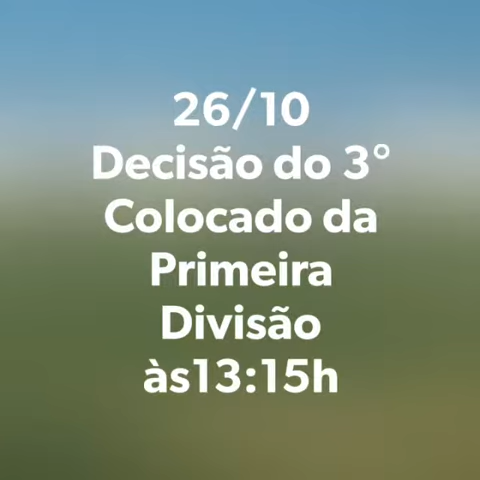 26/10
Decisão do 3°
Colocado da
Primeira
Divisão
às13:15h